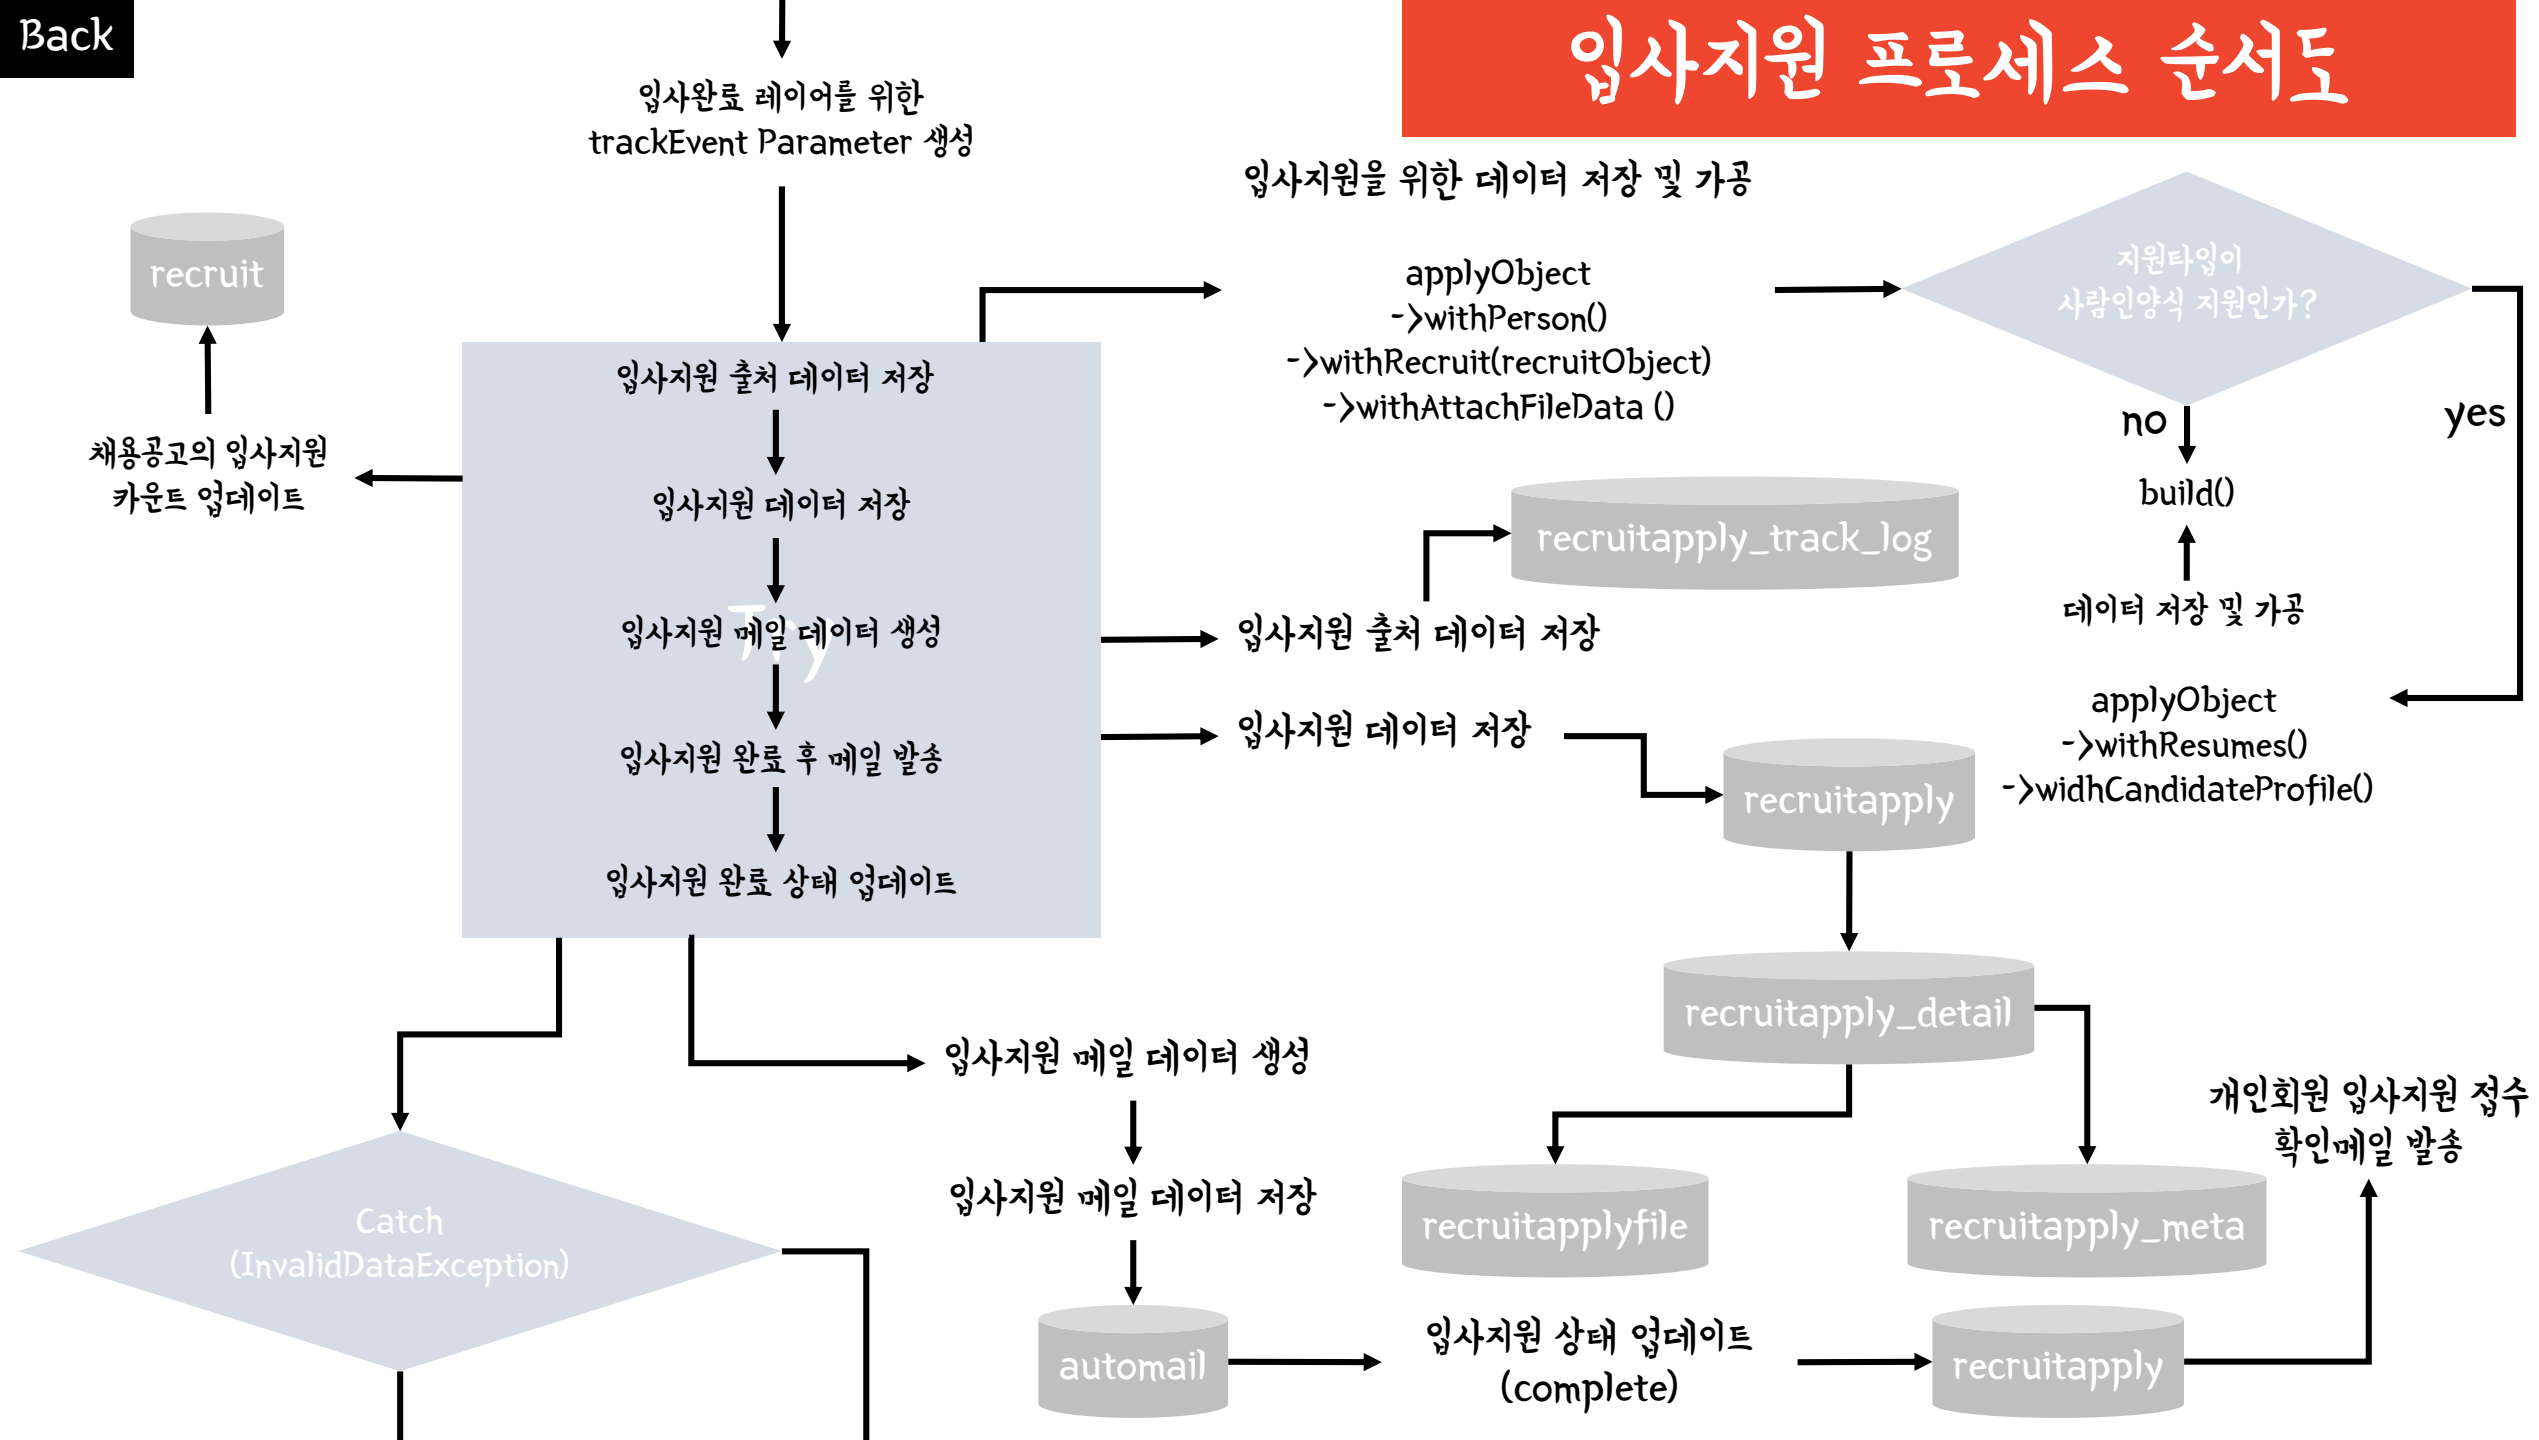 Back
입사지원 프로세스 순서도
입사완료 레이어를 위한
trackEvent Parameter 생성
recruit
채용공고의 입사지원
카운트 업데이트
Try
입사지원 출처 데이터 저장
입사지원 데이터 저장
입사지원 메일 데이터 생성
입사지원 완료 후 메일 발송
입사지원 완료 상태 업데이트
입사지원을 위한 데이터 저장 및 가공
applyObject
->withPerson()
->withRecruit(recruitObject)
->withAttachFileData ()
지원타입이
사람인양식 지원인가?
no
yes
build()
데이터 저장 및 가공
applyObject
->withResumes()
->widhCandidateProfile()
recruitapply_track_log
입사지원 출처 데이터 저장
입사지원 데이터 저장
recruitapply
recruitapply_detail
recruitapplyfile
recruitapply_meta
Catch
(InvalidDataException)
입사지원 메일 데이터 생성
입사지원 메일 데이터 저장
automail
입사지원 상태 업데이트
(complete)
recruitapply
개인회원 입사지원 접수
확인메일 발송